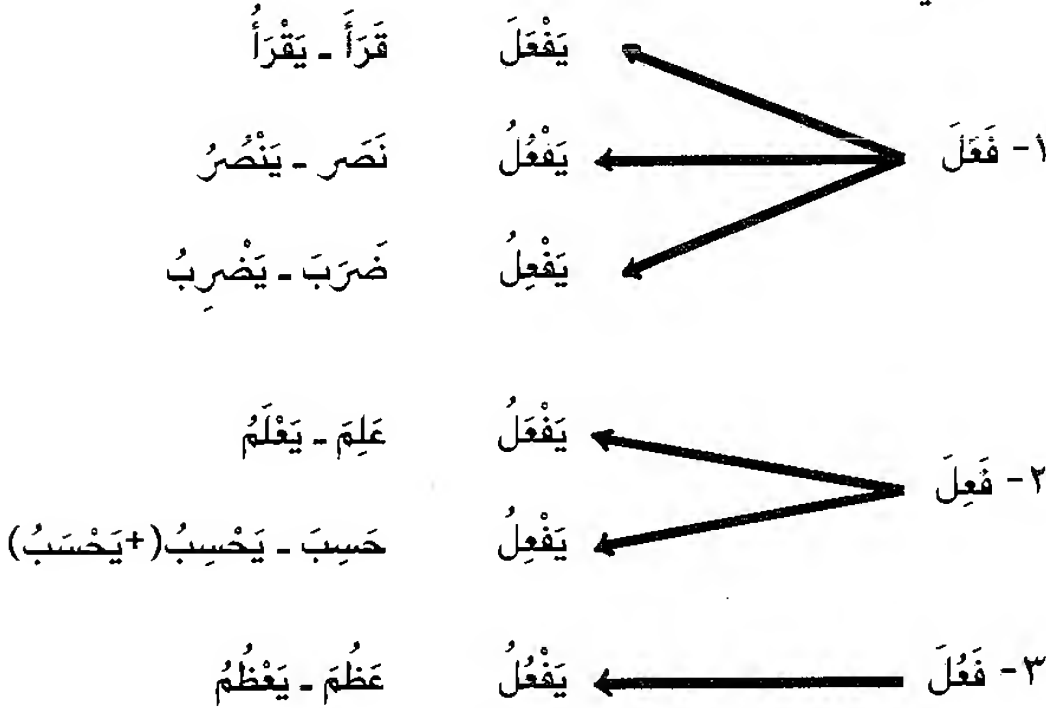 يَفْعَلَ قَرَأَ ـ يَقْرَأُ
١- فَعَلَ يَفْعُلُ نَصَر ـ يَنْصُرُ
يَفْعِلُ ضَرَبَ ـ يَضْرِبُ
يَفْعَلُ عَلِمَ ـ يَعْلَمُ
٢- فَعِلَ
يَفْعِلُ حَسِبَ ـ يَحْسِبُ (+يَحْسَبُ)
٣- فَعُلَ يَفْعُلُ عَظُمَ ـ يَعْظُمُ